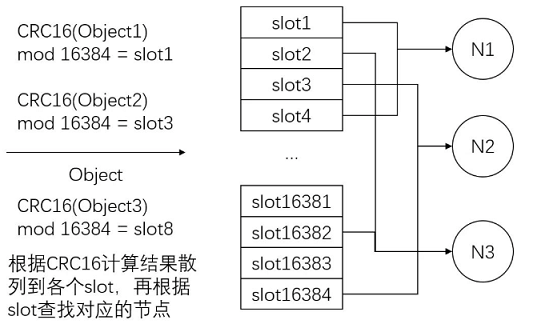 CRC16(Object1)
mod 16384 = slot1
CRC16(Object2)
mod 16384 = slot3
Object
CRC16(Object3)
mod 16384 = slot8
根据CRC16计算结果散
列到各个slot，再根据
slot查找对应的节点
slot1
slot2
slot3
slot4
...
slot16381
slot16382
slot16383
slot16384
N1
N2
N3